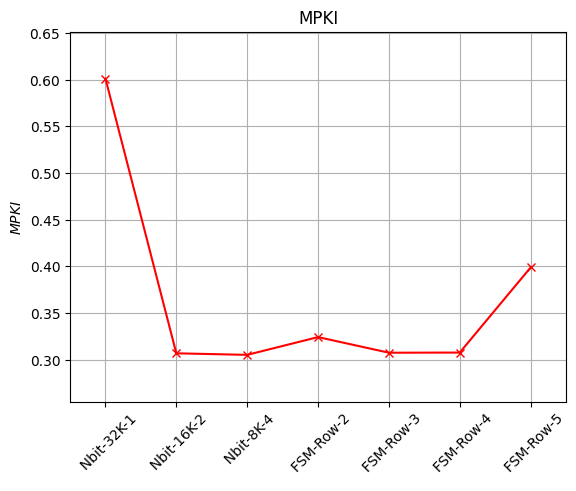 MPKI
0.65
0.60
0.55
0.50
0.45
0.40
0.35
0.30
MPKI
Nbit-32K-1
Nbit-16K-2
Nbit-8K-4
FSM-Row-2
FSM-Row-3
FSM-Row-4
FSM-Row-5